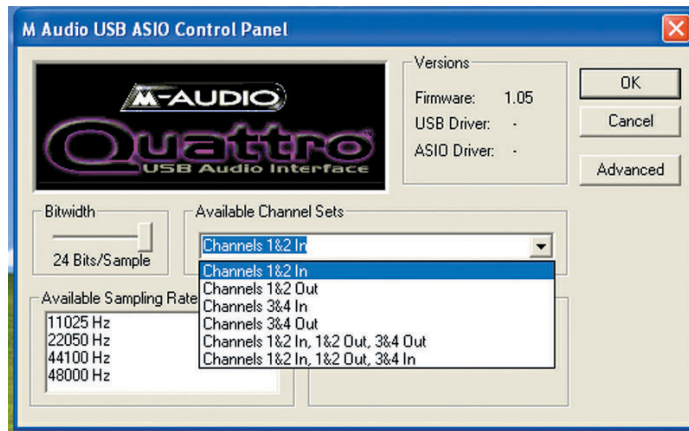 M Audio USB ASIO Control Panel
M-AUDIO
Quattro
USB Audio Interface
Versions
Firmware: 1.05
USB Driver: -
ASIO Driver: -
OK
Cancel
Advanced
Bitwidth
24 Bits/Sample
Available Channel Sets
Channels 1&2 In
Channels 1&2 In
Channels 1&2 Out
Channels 3&4 In
Channels 3&4 Out
Channels 1&2 In, 1&2 Out, 3&4 Out
Channels 1&2 In, 1&2 Out, 3&4 In
Available Sampling Rate
11025 Hz
22050 Hz
44100 Hz
48000 Hz